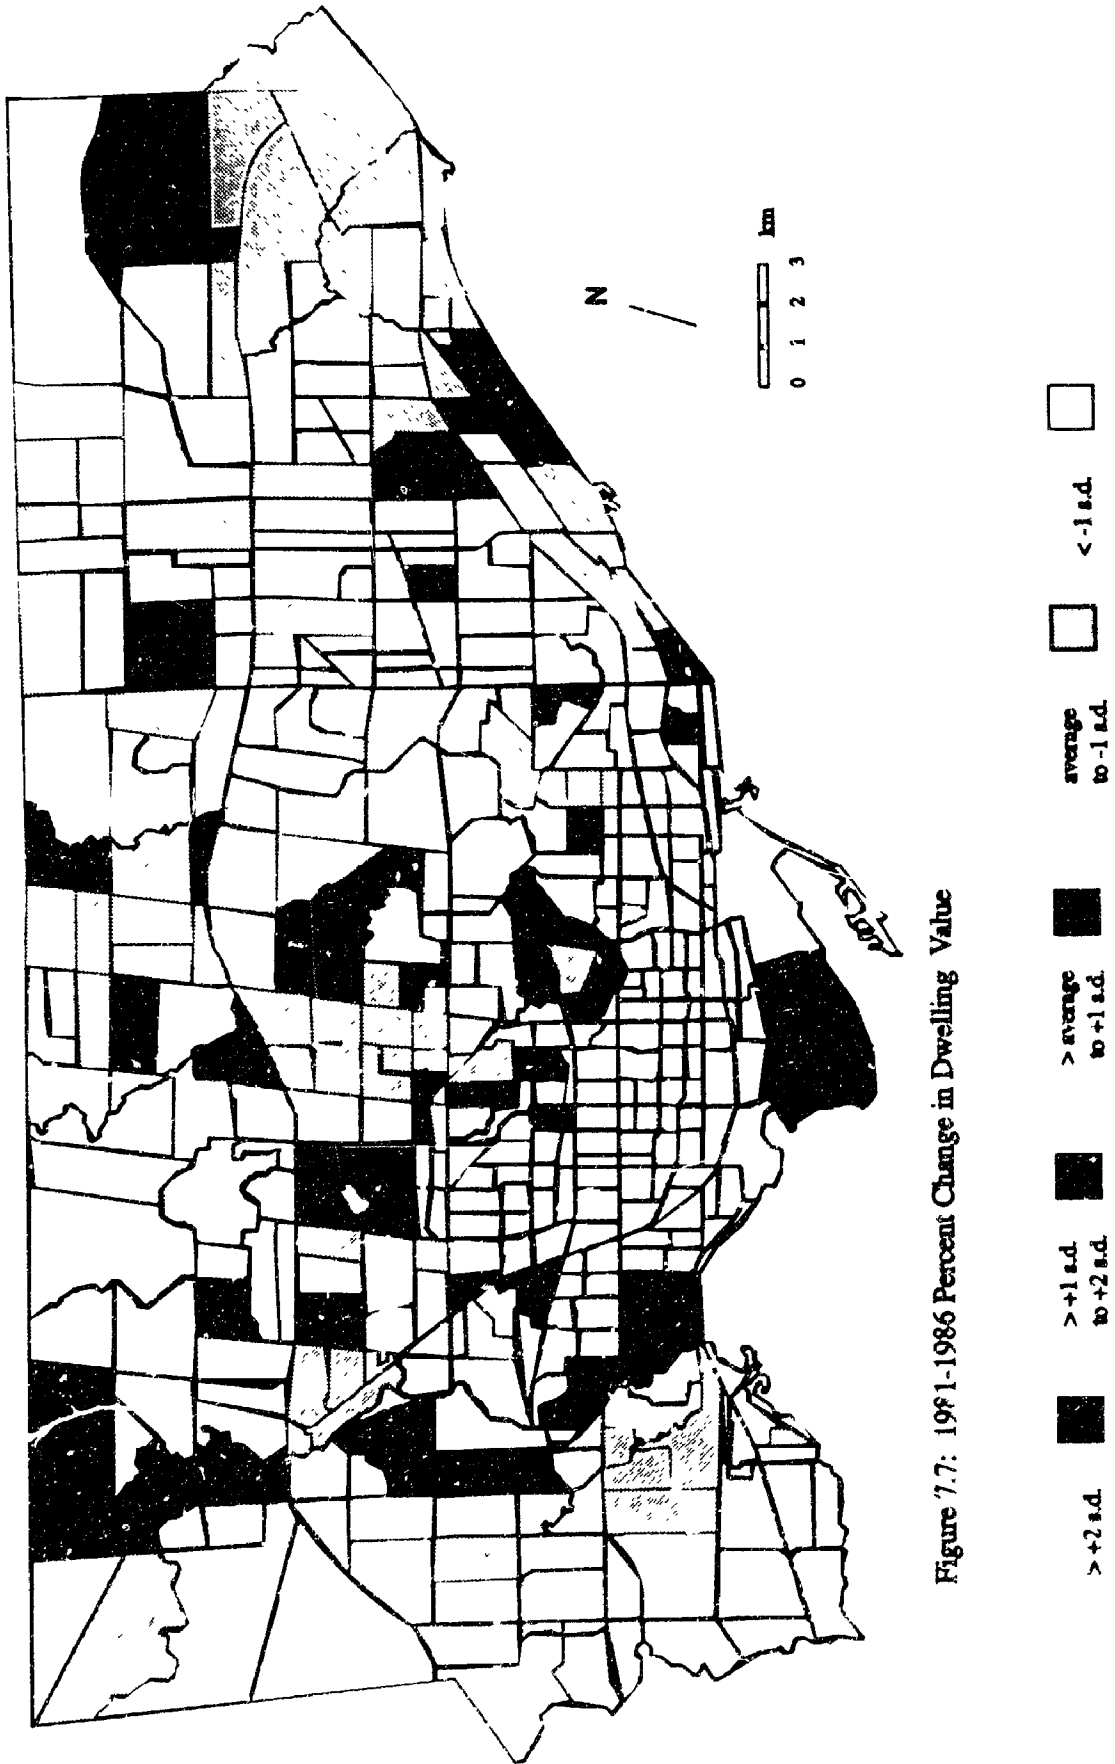 N
km
0 1 2 3
Figure 7.7: 1981-1986 Percent Change in Dwelling Value
> +2 s.d.
> +1 s.d.
to +2 s.d.
> average
to +1 s.d.
average
to -1 s.d.
< -1 s.d.